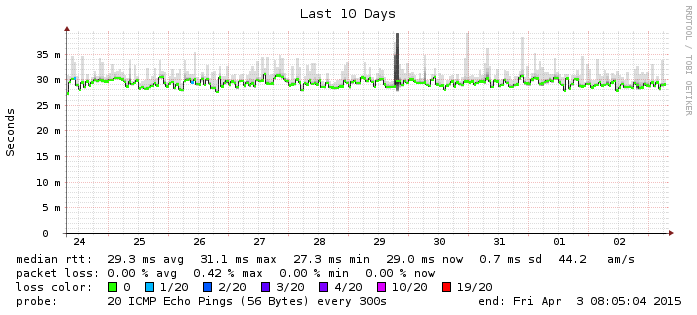 Last 10 Days
RRDTOOL / TOBI OETIKER
Seconds
35 m
30 m
25 m
20 m
15 m
10 m
5 m
0
24 25 26 27 28 29 30 31 01 02
median rtt: 29.3 ms avg 31.1 ms max 27.3 ms min 29.0 ms now 0.7 ms sd 44.2 am/s
packet loss: 0.00 % avg 0.42 % max 0.00 % min 0.00 % now
loss color: 0 1/20 2/20 3/20 4/20 10/20 19/20
probe: 20 ICMP Echo Pings (56 Bytes) every 300s end: Fri Apr 3 08:05:04 2015